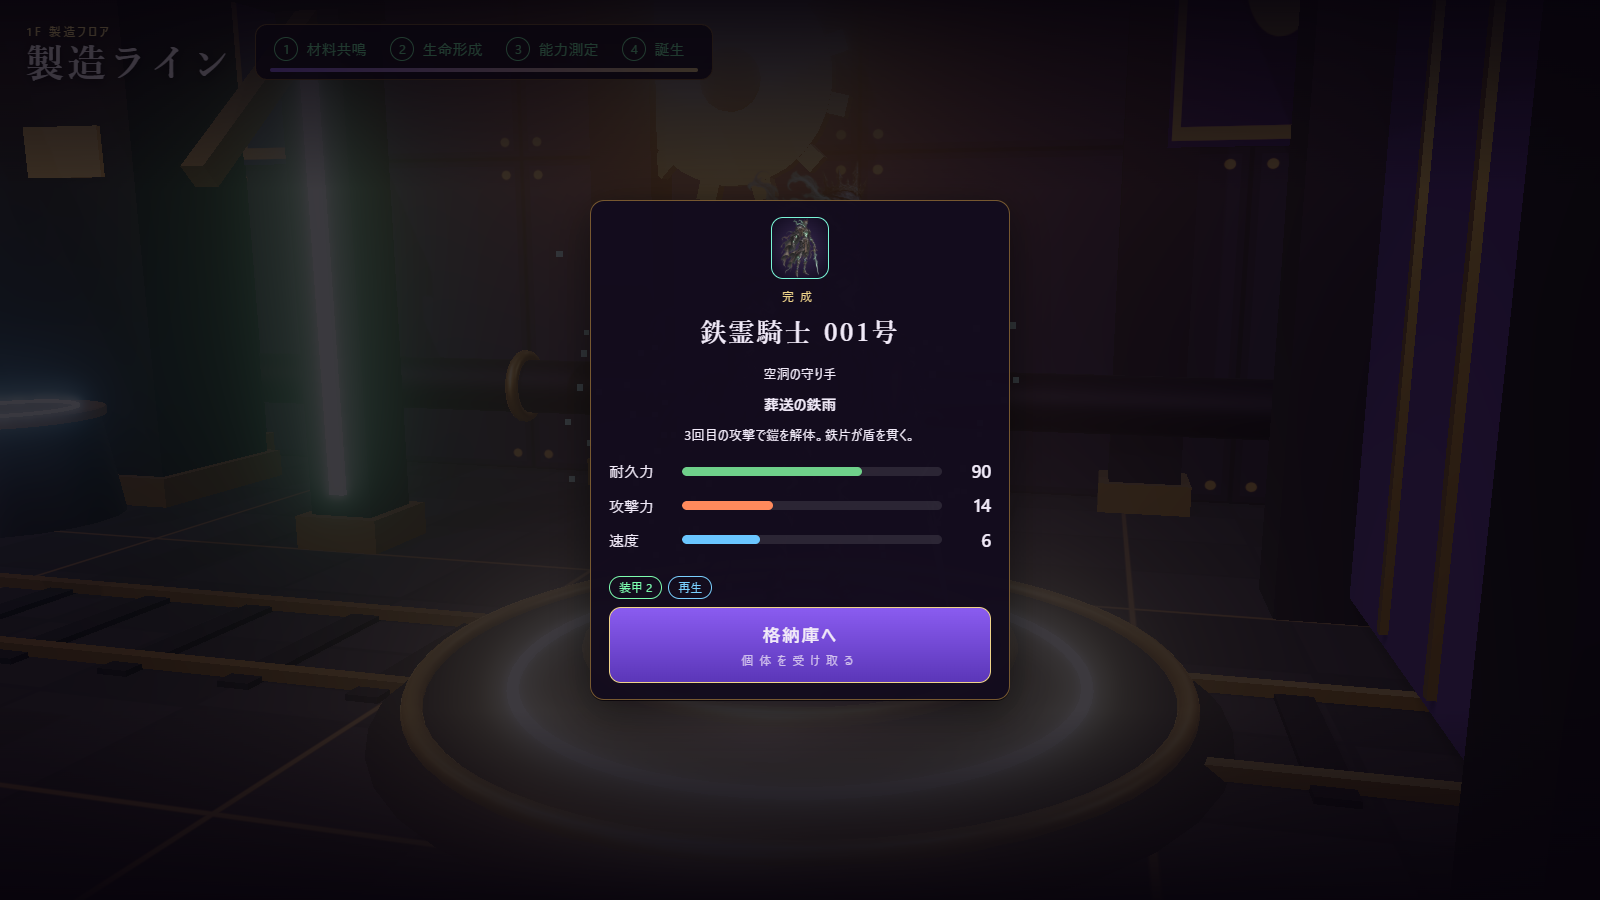 1F 製造フロア
製造ライン
1 材料共鳴 2 生命形成 3 能力測定 4 誕生
完成
鉄霊騎士 001号
空洞の守り手
葬送の鉄雨
3回目の攻撃で鎧を解体。鉄片が盾を貫く。
耐久力 90
攻撃力 14
速度 6
装甲 2 再生
格納庫へ
個体を受け取る